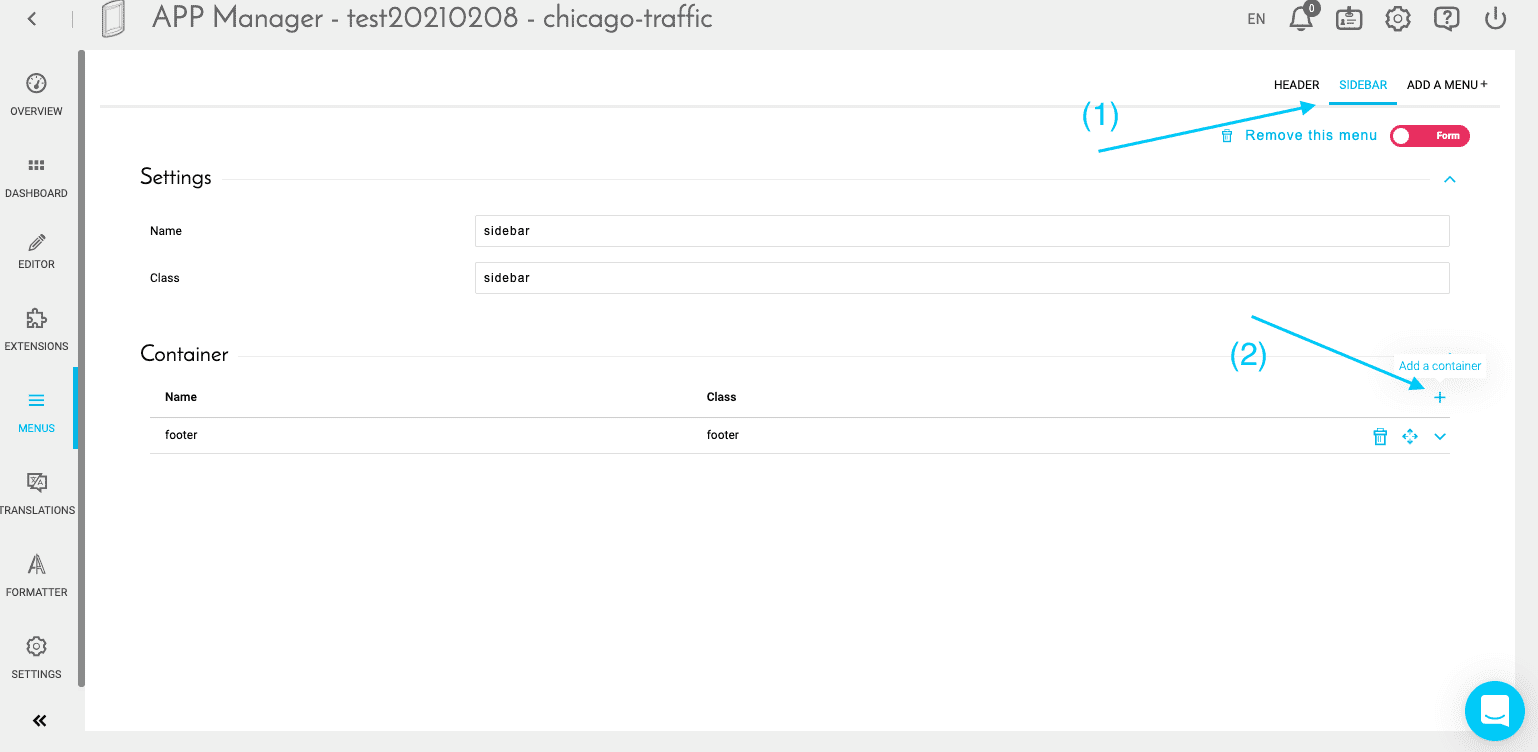 APP Manager - test20210208 - chicago-traffic
EN
0
OVERVIEW
DASHBOARD
EDITOR
EXTENSIONS
MENUS
TRANSLATIONS
FORMATTER
SETTINGS
HEADER SIDEBAR ADD A MENU +
(1)
Remove this menu Form
Settings
Name sidebar
Class sidebar
(2)
Container
Add a container
Name Class
footer footer